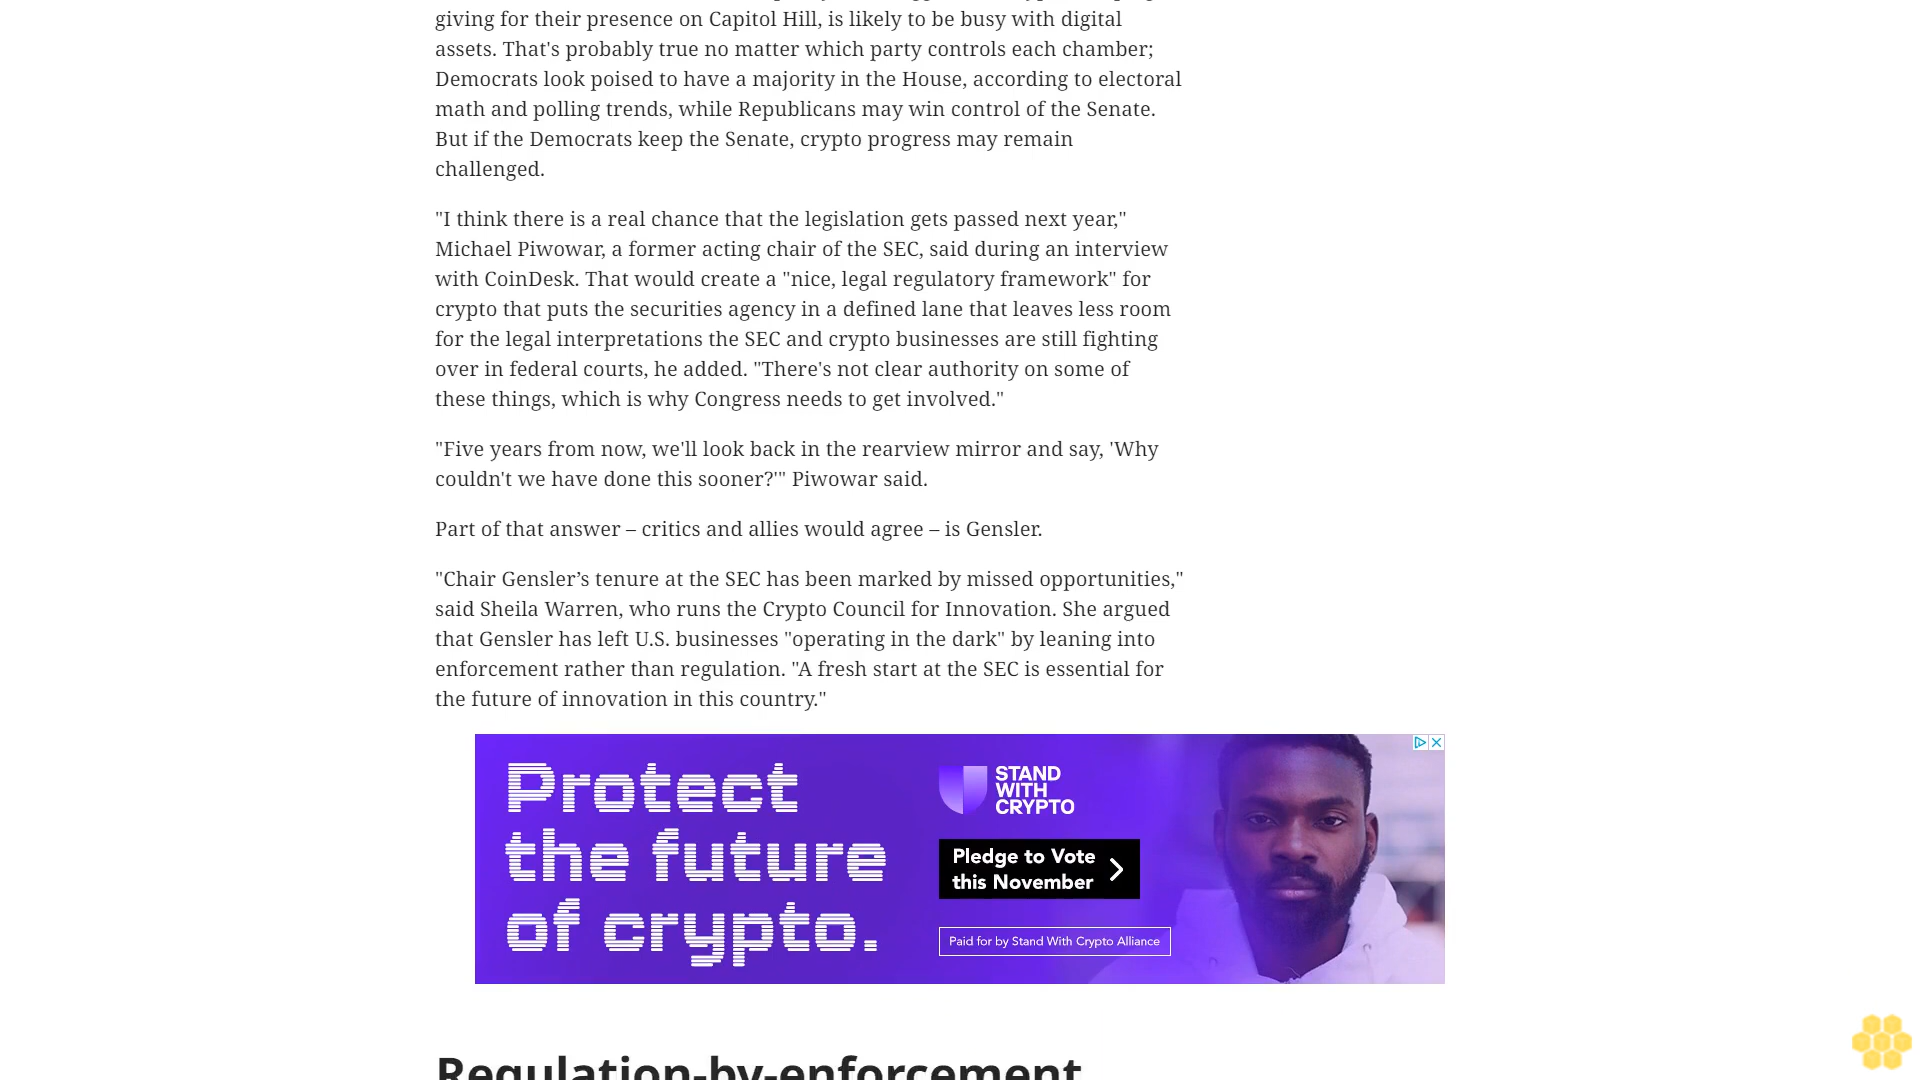 giving for their presence on Capitol Hill, is likely to be busy with digital
assets. That's probably true no matter which party controls each chamber;
Democrats look poised to have a majority in the House, according to electoral
math and polling trends, while Republicans may win control of the Senate.
But if the Democrats keep the Senate, crypto progress may remain
challenged.
"I think there is a real chance that the legislation gets passed next year,"
Michael Piwowar, a former acting chair of the SEC, said during an interview
with CoinDesk. That would create a "nice, legal regulatory framework" for
crypto that puts the securities agency in a defined lane that leaves less room
for the legal interpretations the SEC and crypto businesses are still fighting
over in federal courts, he added. "There's not clear authority on some of
these things, which is why Congress needs to get involved."
"Five years from now, we'll look back in the rearview mirror and say, 'Why
couldn't we have done this sooner?'" Piwowar said.
Part of that answer – critics and allies would agree – is Gensler.
"Chair Gensler’s tenure at the SEC has been marked by missed opportunities,"
said Sheila Warren, who runs the Crypto Council for Innovation. She argued
that Gensler has left U.S. businesses "operating in the dark" by leaning into
enforcement rather than regulation. "A fresh start at the SEC is essential for
the future of innovation in this country."
Protect
the future
of crypto.
STAND
WITH
CRYPTO
Pledge to Vote
this November
Paid for by Stand With Crypto Alliance
Regulation-by-enforcement